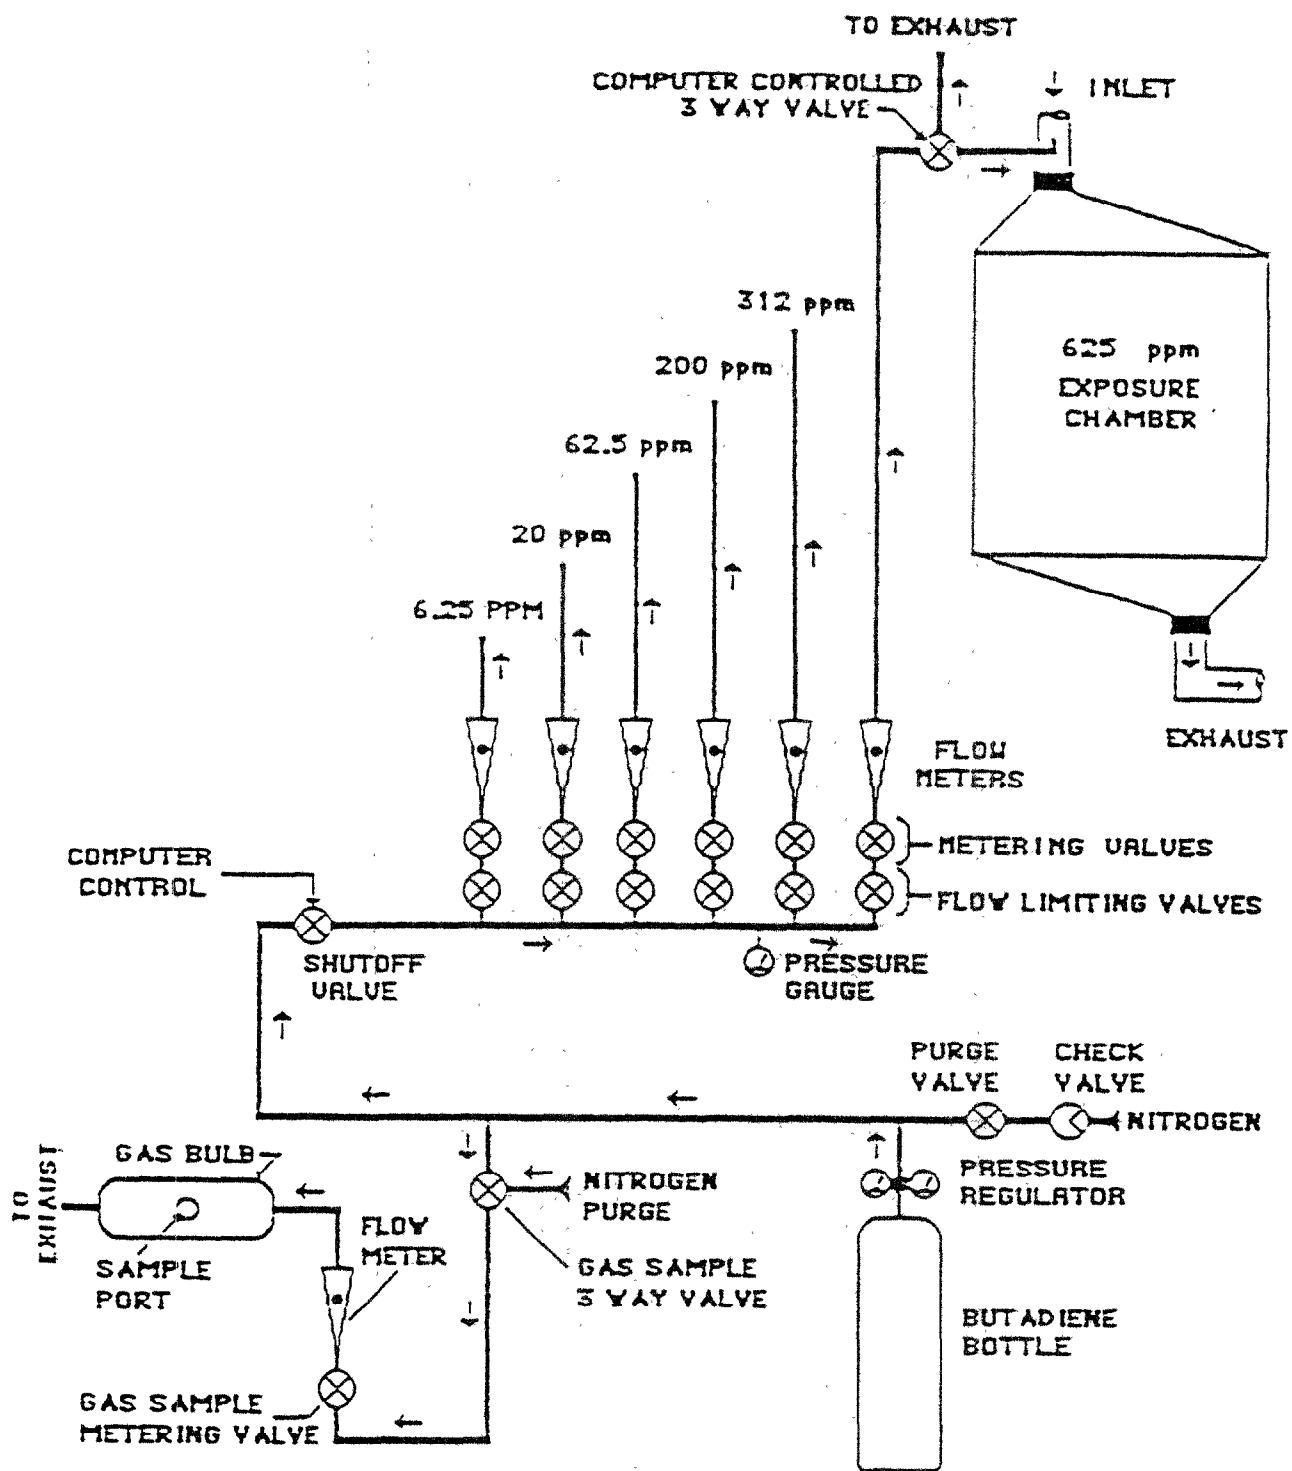 TO EXHAUST
COMPUTER CONTROLLED
3 WAY VALVE
INLET
312 ppm
625 ppm
EXPOSURE
CHAMBER
200 ppm
62.5 ppm
20 ppm
6.25 PPM
EXHAUST
FLOW
METERS
METERING VALVES
COMPUTER
CONTROL
FLOW LIMITING VALVES
SHUTOFF
VALVE
PRESSURE
GAUGE
PURGE
VALVE
CHECK
VALVE
NITROGEN
GAS BULB
TO
EXHAUST
NITROGEN
PURGE
PRESSURE
REGULATOR
FLOW
METER
SAMPLE
PORT
GAS SAMPLE
3 WAY VALVE
BUTADIENE
BOTTLE
GAS SAMPLE
METERING VALVE